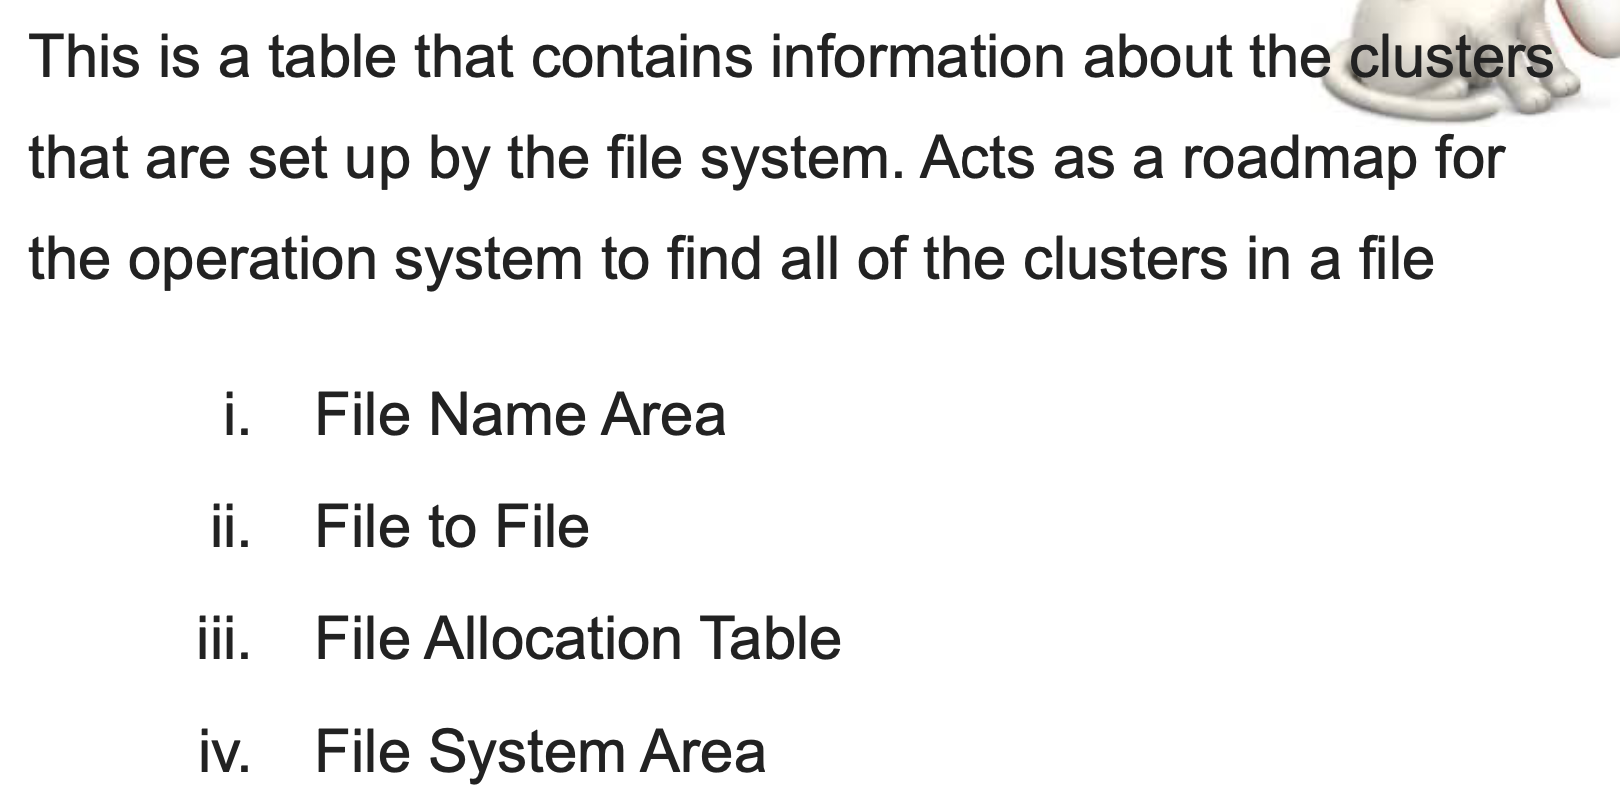 This is a table that contains information about the clusters
that are set up by the file system. Acts as a roadmap for
the operation system to find all of the clusters in a file
i. File Name Area
ii. File to File
iii. File Allocation Table
iv. File System Area